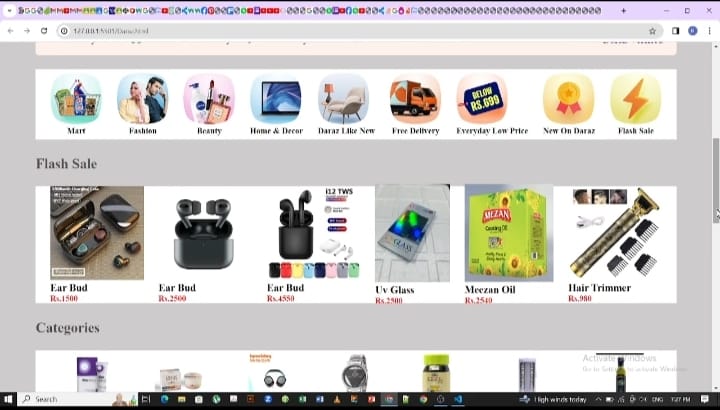 127.0.0.1:5501/Daraz.html
BELOW
RS.699
Mart
Fashion
Beauty
Home & Decor
Daraz Like New
Free Delivery
Everyday Low Price
New On Daraz
Flash Sale
Flash Sale
i12 TWS
GLASS
MEZAN
Cooking Oil
Ear Bud
Rs.1500
Ear Bud
Rs.2500
Ear Bud
Rs.4550
Uv Glass
Rs.2500
Meezan Oil
Rs.2540
Hair Trimmer
Rs.980
Categories
Activate Windows
Go to Settings to activate Windows
Search
High winds today
ENG
7:27 PM